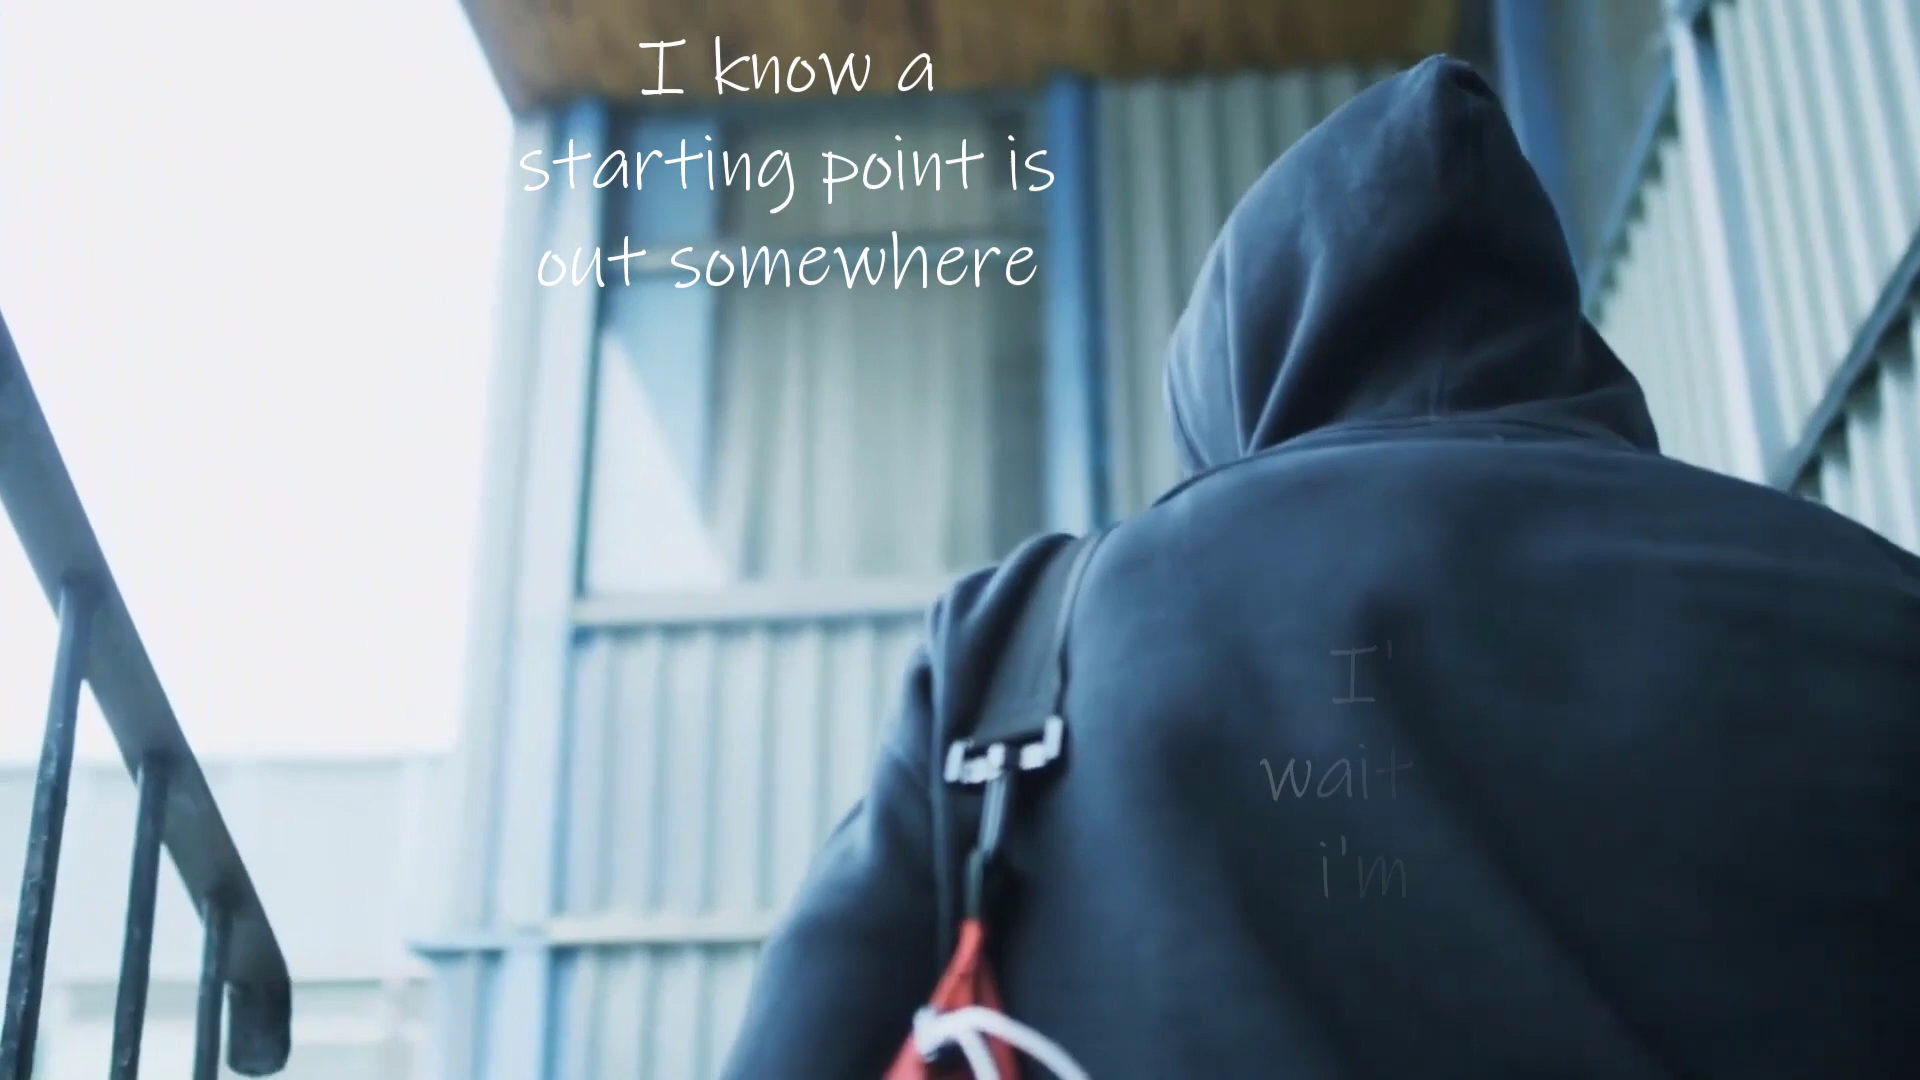 I know a
starting point is
out somewhere
I'
wait
i'm